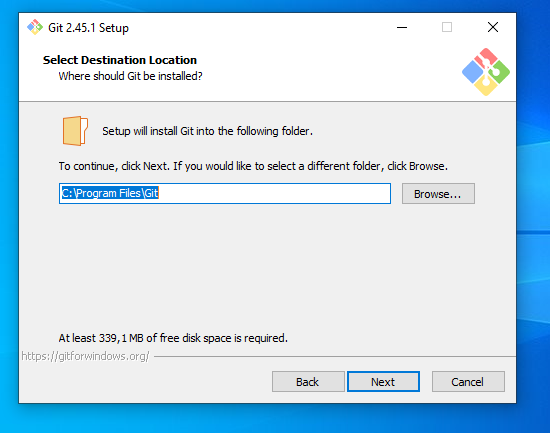 Git 2.45.1 Setup
Select Destination Location
Where should Git be installed?
Setup will install Git into the following folder.
To continue, click Next. If you would like to select a different folder, click Browse.
C:\Program Files\Git
Browse...
At least 339,1 MB of free disk space is required.
https://gitforwindows.org/
Back
Next
Cancel